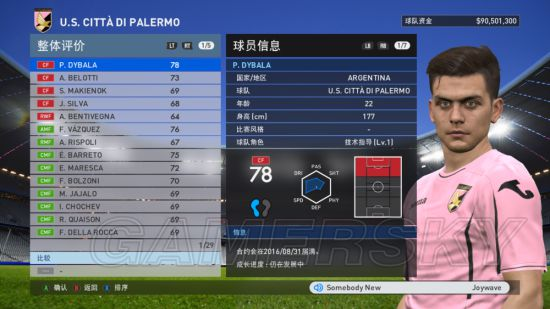 U.S. CITTÀ DI PALERMO
球队资金 $90,501,300
整体评价 LT RT 1/5
CF P. DYBALA 78
CF A. BELOTTI 73
CF S. MAKIENOK 69
CF J. SILVA 68
RWF A. BENTIVEGNA 64
AMF F. VÁZQUEZ 76
AMF A. RISPOLI 67
CMF E. BARRETO 75
CMF E. MARESCA 72
CMF F. BOLZONI 70
CMF M. JAJALO 69
CMF I. CHOCHEV 69
CMF R. QUAISON 69
CMF F. DELLA ROCCA 69
1/29
比较
-
球员信息 LB RB 1/7
P. DYBALA
国家/地区 ARGENTINA
球队 U.S. CITTÀ DI PALERMO
年龄 22
身高 (cm) 177
比赛风格 -
球队角色 技术指导 (Lv.1)
CF
78
PAS
DRI SHT
SPD PHY
DEF
信息
合约会在2016/08/31届满。
成长进度：仍在发展中
GAMERSKY
A 确认 B 返回 X 排序
Somebody New Joywave